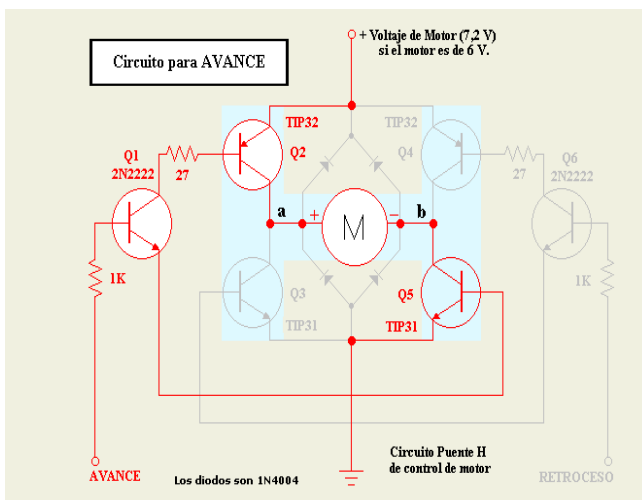 + Voltaje de Motor (7,2 V)
si el motor es de 6 V.
Circuito para AVANCE
TIP32
TIP32
Q1
2N2222
27
Q2
Q4
27
Q6
2N2222
a
+
M
−
b
1K
Q3
TIP31
Q5
TIP31
1K
AVANCE
Los diodos son 1N4004
Circuito Puente H
de control de motor
RETROCESO